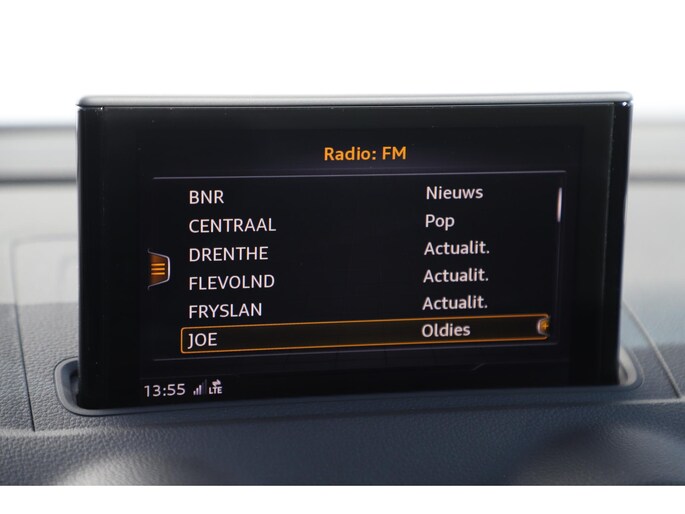 Radio: FM
BNR Nieuws
CENTRAAL Pop
DRENTHE Actualit.
FLEVOLND Actualit.
FRYSLAN Actualit.
JOE Oldies
13:55 LTE